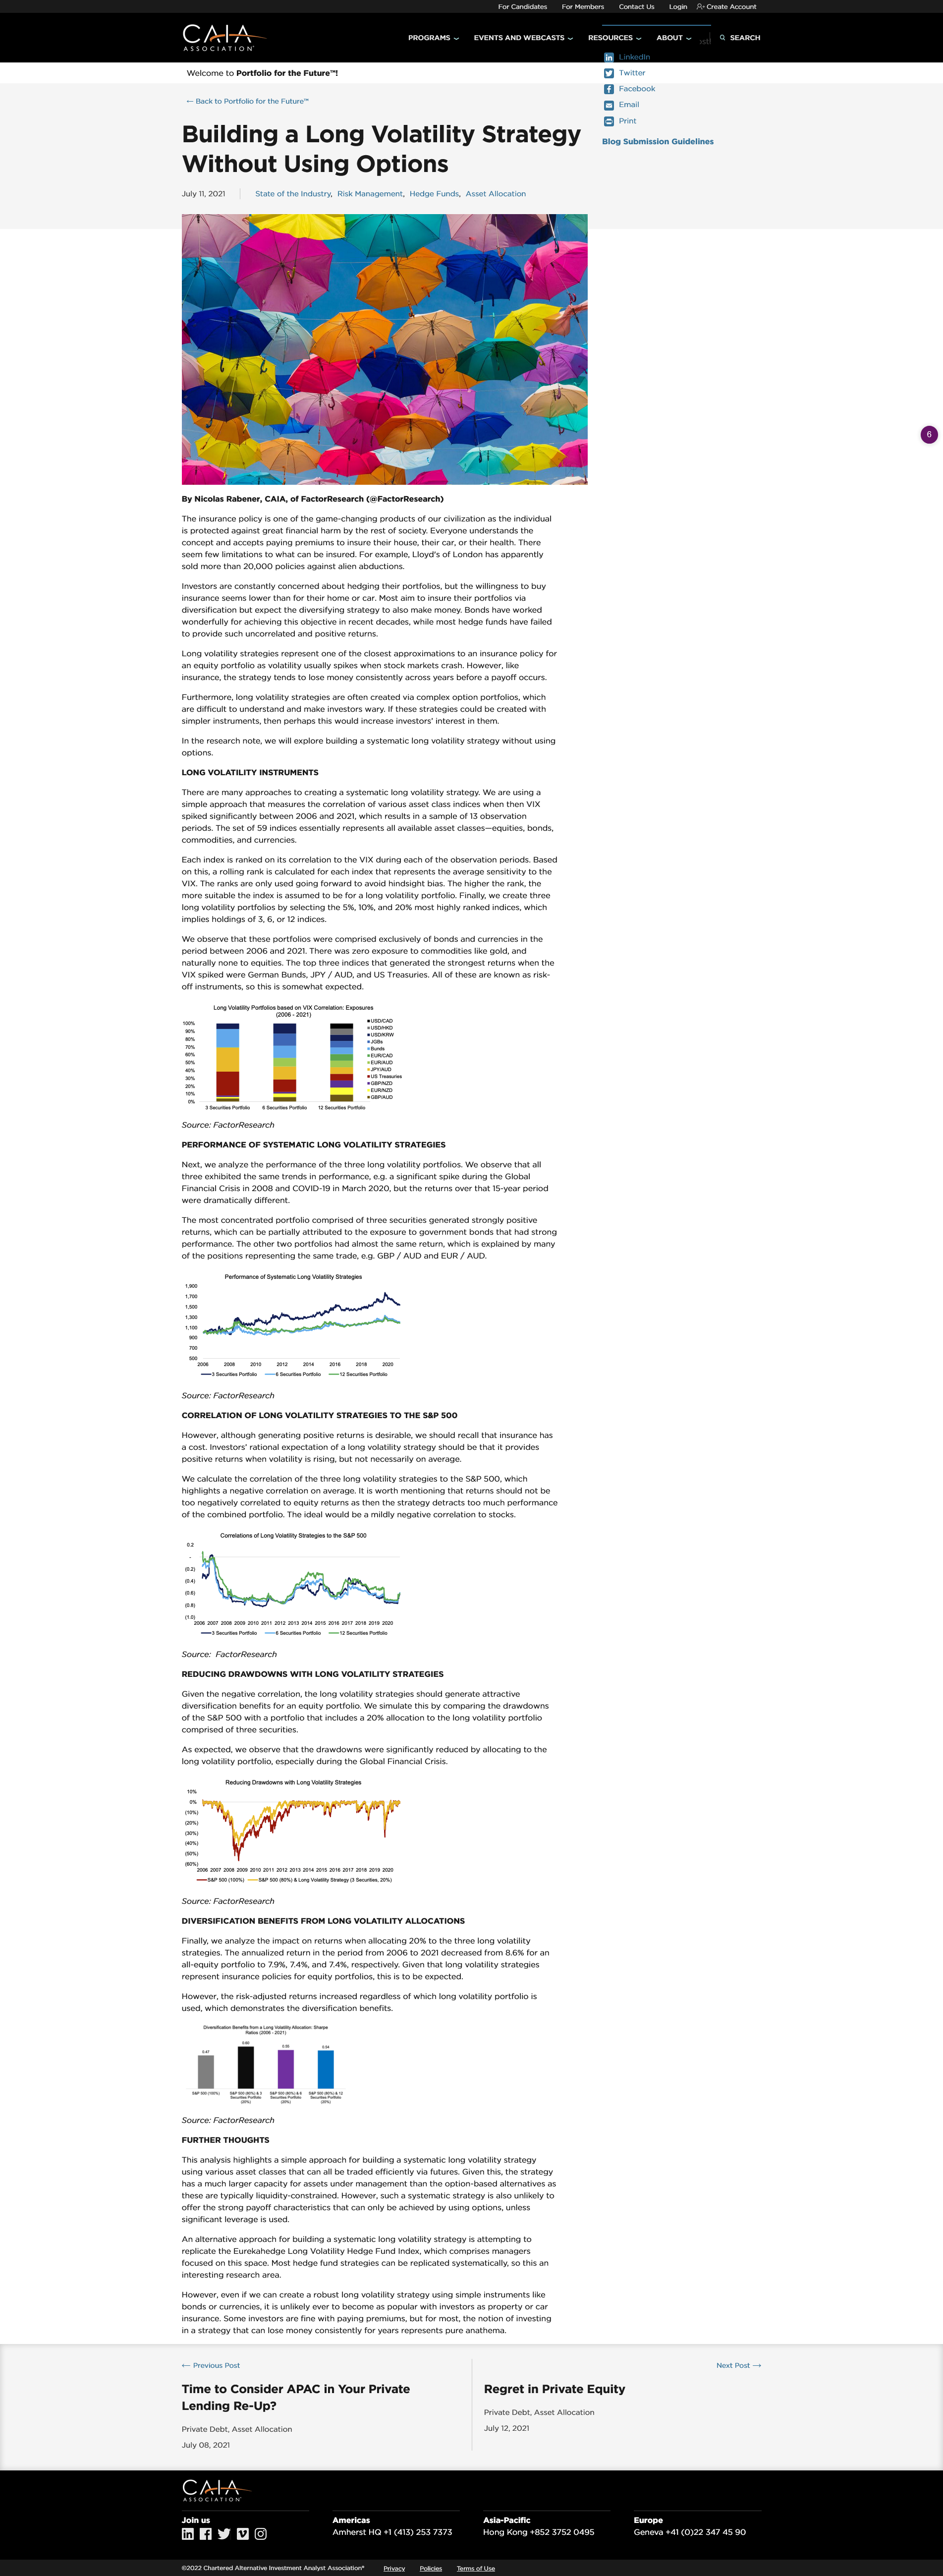 For Candidates For Members Contact Us Login Create Account
CAIA
ASSOCIATION®
PROGRAMS EVENTS AND WEBCASTS RESOURCES ABOUT SEARCH
Welcome to Portfolio for the Future™!
LinkedIn
Twitter
Facebook
Email
Print
Blog Submission Guidelines
← Back to Portfolio for the Future™
Building a Long Volatility Strategy
Without Using Options
July 11, 2021 State of the Industry, Risk Management, Hedge Funds, Asset Allocation
6
By Nicolas Rabener, CAIA, of FactorResearch (@FactorResearch)
The insurance policy is one of the game-changing products of our civilization as the individual
is protected against great financial harm by the rest of society. Everyone understands the
concept and accepts paying premiums to insure their house, their car, or their health. There
seem few limitations to what can be insured. For example, Lloyd's of London has apparently
sold more than 20,000 policies against alien abductions.
Investors are constantly concerned about hedging their portfolios, but the willingness to buy
insurance seems lower than for their home or car. Most aim to insure their portfolios via
diversification but expect the diversifying strategy to also make money. Bonds have worked
wonderfully for achieving this objective in recent decades, while most hedge funds have failed
to provide such uncorrelated and positive returns.
Long volatility strategies represent one of the closest approximations to an insurance policy for
an equity portfolio as volatility usually spikes when stock markets crash. However, like
insurance, the strategy tends to lose money consistently across years before a payoff occurs.
Furthermore, long volatility strategies are often created via complex option portfolios, which
are difficult to understand and make investors wary. If these strategies could be created with
simpler instruments, then perhaps this would increase investors' interest in them.
In the research note, we will explore building a systematic long volatility strategy without using
options.
LONG VOLATILITY INSTRUMENTS
There are many approaches to creating a systematic long volatility strategy. We are using a
simple approach that measures the correlation of various asset class indices when then VIX
spiked significantly between 2006 and 2021, which results in a sample of 13 observation
periods. The set of 59 indices essentially represents all available asset classes—equities, bonds,
commodities, and currencies.
Each index is ranked on its correlation to the VIX during each of the observation periods. Based
on this, a rolling rank is calculated for each index that represents the average sensitivity to the
VIX. The ranks are only used going forward to avoid hindsight bias. The higher the rank, the
more suitable the index is assumed to be for a long volatility portfolio. Finally, we create three
long volatility portfolios by selecting the 5%, 10%, and 20% most highly ranked indices, which
implies holdings of 3, 6, or 12 indices.
We observe that these portfolios were comprised exclusively of bonds and currencies in the
period between 2006 and 2021. There was zero exposure to commodities like gold, and
naturally none to equities. The top three indices that generated the strongest returns when the
VIX spiked were German Bunds, JPY / AUD, and US Treasuries. All of these are known as risk-
off instruments, so this is somewhat expected.
Long Volatility Portfolios based on VIX Correlation: Exposures
(2006 - 2021)
100%
90%
80%
70%
60%
50%
40%
30%
20%
10%
0%
3 Securities Portfolio 6 Securities Portfolio 12 Securities Portfolio
USD/CAD
USD/HKD
USD/KRW
JGBs
Bunds
EUR/CAD
EUR/AUD
JPY/AUD
US Treasuries
GBP/NZD
EUR/NZD
GBP/AUD
Source: FactorResearch
PERFORMANCE OF SYSTEMATIC LONG VOLATILITY STRATEGIES
Next, we analyze the performance of the three long volatility portfolios. We observe that all
three exhibited the same trends in performance, e.g. a significant spike during the Global
Financial Crisis in 2008 and COVID-19 in March 2020, but the returns over that 15-year period
were dramatically different.
The most concentrated portfolio comprised of three securities generated strongly positive
returns, which can be partially attributed to the exposure to government bonds that had strong
performance. The other two portfolios had almost the same return, which is explained by many
of the positions representing the same trade, e.g. GBP / AUD and EUR / AUD.
Performance of Systematic Long Volatility Strategies
1,900
1,700
1,500
1,300
1,100
900
700
500
2006 2008 2010 2012 2014 2016 2018 2020
3 Securities Portfolio 6 Securities Portfolio 12 Securities Portfolio
Source: FactorResearch
CORRELATION OF LONG VOLATILITY STRATEGIES TO THE S&P 500
However, although generating positive returns is desirable, we should recall that insurance has
a cost. Investors' rational expectation of a long volatility strategy should be that it provides
positive returns when volatility is rising, but not necessarily on average.
We calculate the correlation of the three long volatility strategies to the S&P 500, which
highlights a negative correlation on average. It is worth mentioning that returns should not be
too negatively correlated to equity returns as then the strategy detracts too much performance
of the combined portfolio. The ideal would be a mildly negative correlation to stocks.
Correlations of Long Volatility Strategies to the S&P 500
0.2
-
(0.2)
(0.4)
(0.6)
(0.8)
(1.0)
2006 2007 2008 2009 2010 2011 2012 2013 2014 2015 2016 2017 2018 2019 2020
3 Securities Portfolio 6 Securities Portfolio 12 Securities Portfolio
Source: FactorResearch
REDUCING DRAWDOWNS WITH LONG VOLATILITY STRATEGIES
Given the negative correlation, the long volatility strategies should generate attractive
diversification benefits for an equity portfolio. We simulate this by comparing the drawdowns
of the S&P 500 with a portfolio that includes a 20% allocation to the long volatility portfolio
comprised of three securities.
As expected, we observe that the drawdowns were significantly reduced by allocating to the
long volatility portfolio, especially during the Global Financial Crisis.
Reducing Drawdowns with Long Volatility Strategies
10%
0%
(10%)
(20%)
(30%)
(40%)
(50%)
(60%)
2006 2007 2008 2009 2010 2011 2012 2013 2014 2015 2016 2017 2018 2019 2020
S&P 500 (100%) S&P 500 (80%) & Long Volatility Strategy (3 Securities, 20%)
Source: FactorResearch
DIVERSIFICATION BENEFITS FROM LONG VOLATILITY ALLOCATIONS
Finally, we analyze the impact on returns when allocating 20% to the three long volatility
strategies. The annualized return in the period from 2006 to 2021 decreased from 8.6% for an
all-equity portfolio to 7.9%, 7.4%, and 7.4%, respectively. Given that long volatility strategies
represent insurance policies for equity portfolios, this is to be expected.
However, the risk-adjusted returns increased regardless of which long volatility portfolio is
used, which demonstrates the diversification benefits.
Diversification Benefits from a Long Volatility Allocation: Sharpe
Ratios (2006 - 2021)
S&P 500 (100%) S&P 500 (80%) & 3 S&P 500 (80%) & 6 S&P 500 (80%) & 12
Securities Portfolio Securities Portfolio Securities Portfolio
(20%) (20%) (20%)
Source: FactorResearch
FURTHER THOUGHTS
This analysis highlights a simple approach for building a systematic long volatility strategy
using various asset classes that can all be traded efficiently via futures. Given this, the strategy
has a much larger capacity for assets under management than the option-based alternatives as
these are typically liquidity-constrained. However, such a systematic strategy is also unlikely to
offer the strong payoff characteristics that can only be achieved by using options, unless
significant leverage is used.
An alternative approach for building a systematic long volatility strategy is attempting to
replicate the Eurekahedge Long Volatility Hedge Fund Index, which comprises managers
focused on this space. Most hedge fund strategies can be replicated systematically, so this an
interesting research area.
However, even if we can create a robust long volatility strategy using simple instruments like
bonds or currencies, it is unlikely ever to become as popular with investors as property or car
insurance. Some investors are fine with paying premiums, but for most, the notion of investing
in a strategy that can lose money consistently for years represents pure anathema.
← Previous Post
Time to Consider APAC in Your Private
Lending Re-Up?
Private Debt, Asset Allocation
July 08, 2021
Next Post →
Regret in Private Equity
Private Debt, Asset Allocation
July 12, 2021
CAIA
ASSOCIATION®
Join us
Americas
Amherst HQ +1 (413) 253 7373
Asia-Pacific
Hong Kong +852 3752 0495
Europe
Geneva +41 (0)22 347 45 90
©2022 Chartered Alternative Investment Analyst Association® Privacy Policies Terms of Use